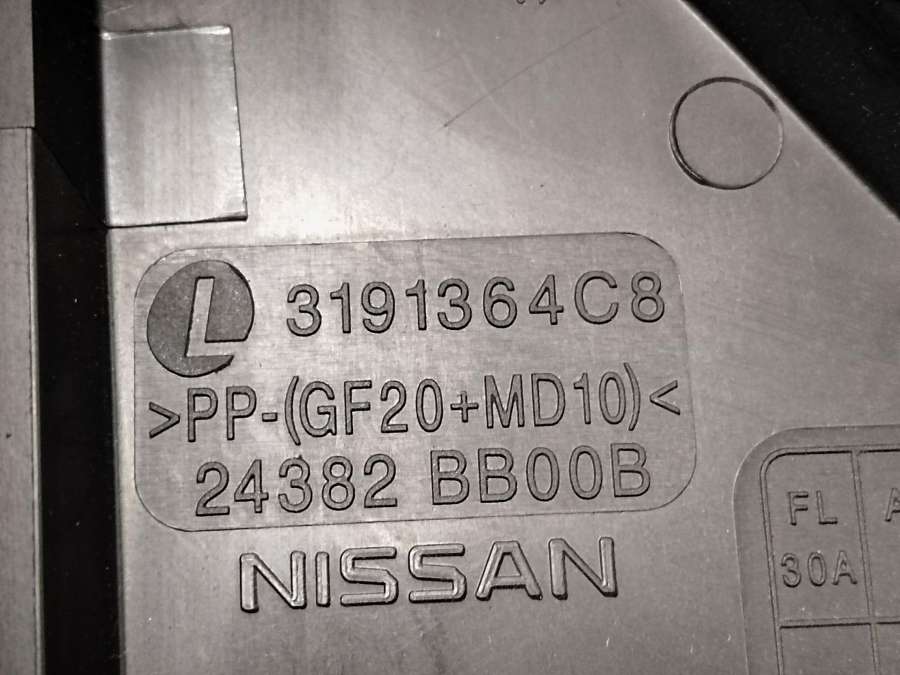 L 3191364C8
>PP-(GF20+MD10)<
24382 BB00B
NISSAN
FL
30A